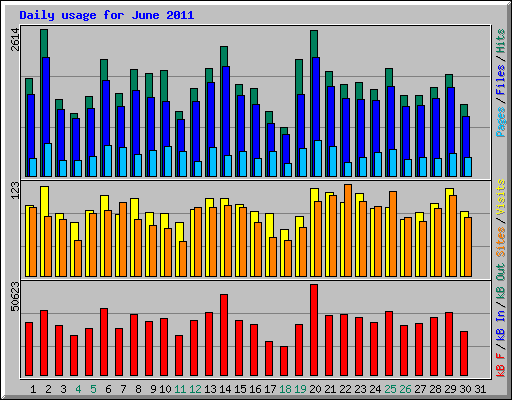 Daily usage for June 2011
2614
Pages / Files / Hits
123
Sites / Visits
50623
kB F / kB In / kB Out
1 2 3 4 5 6 7 8 9 10 11 12 13 14 15 16 17 18 19 20 21 22 23 24 25 26 27 28 29 30 31